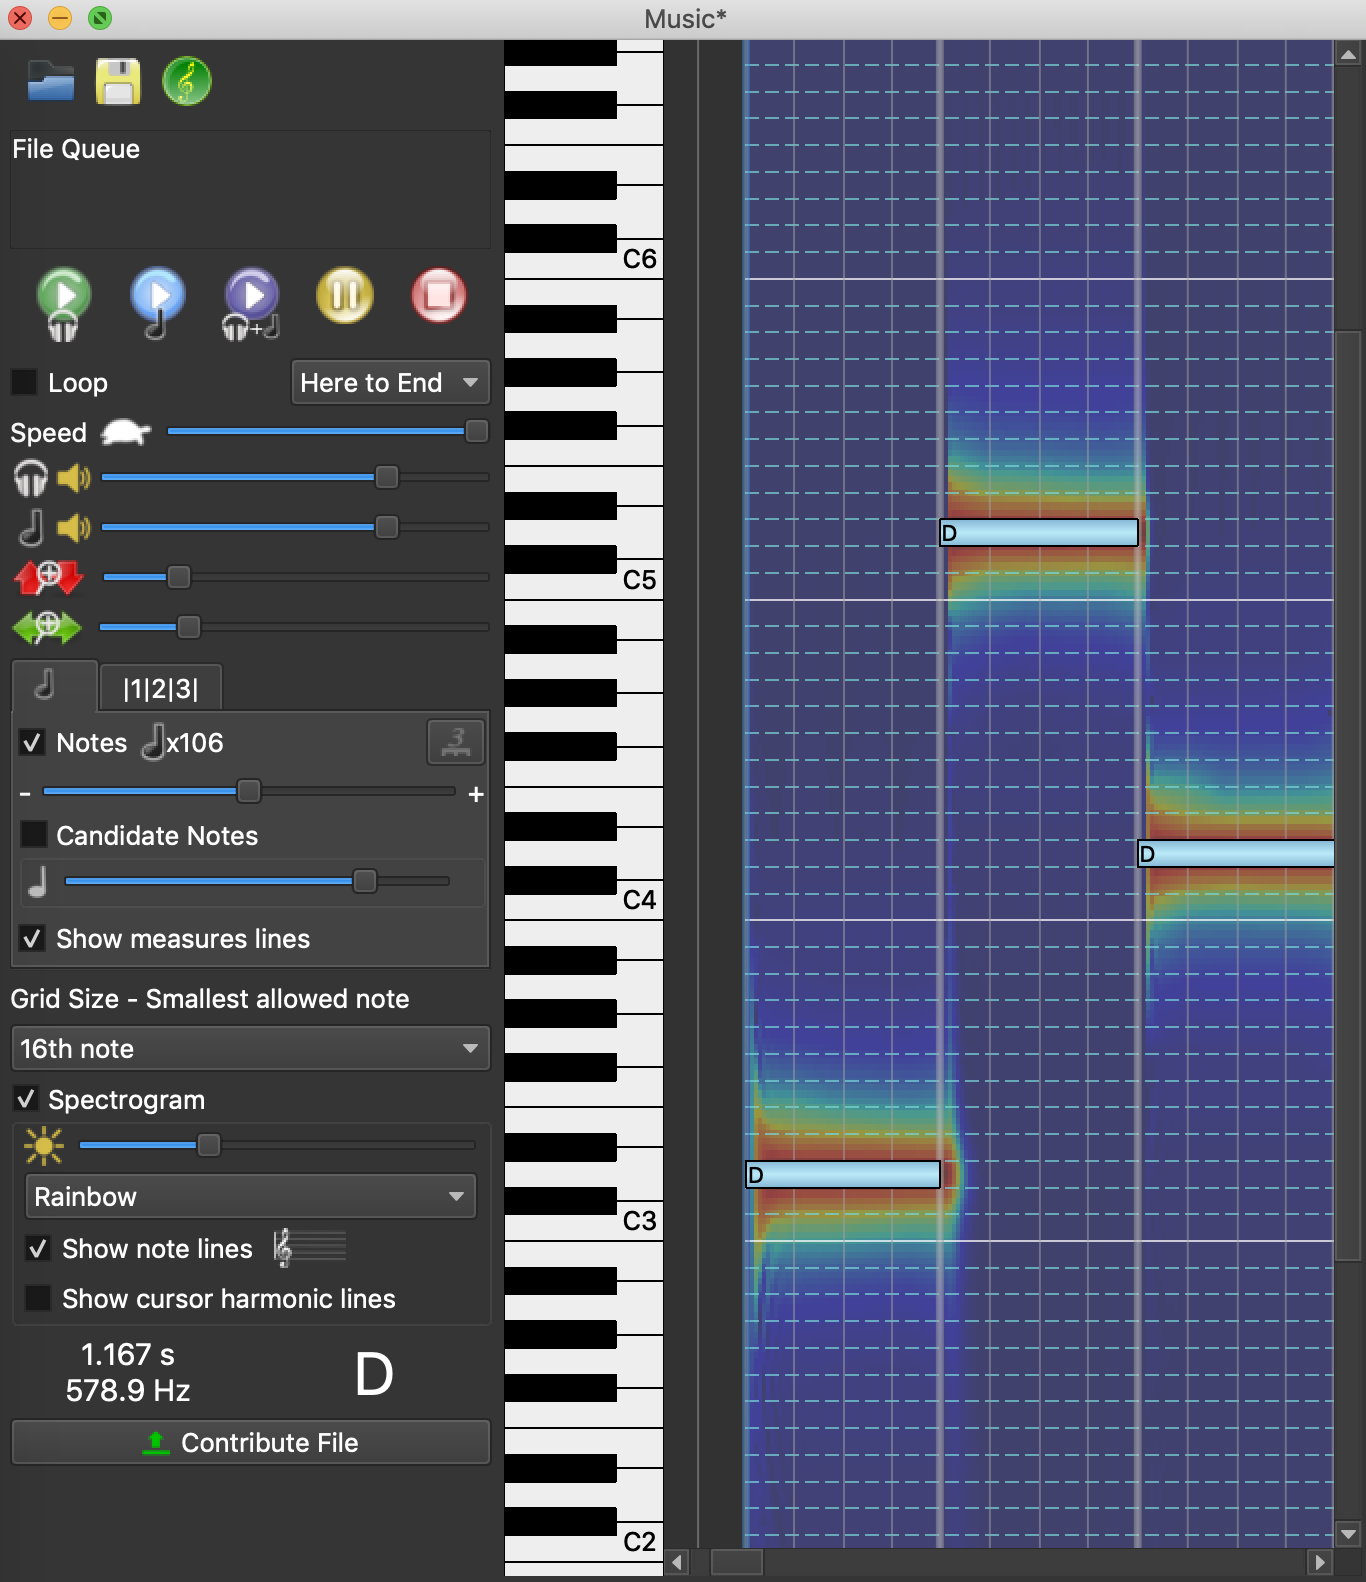 Music*
File Queue
Loop
Here to End
Speed
|1|2|3|
Notes
x106
3
- +
Candidate Notes
Show measures lines
Grid Size - Smallest allowed note
16th note
Spectrogram
Rainbow
Show note lines
Show cursor harmonic lines
1.167 s
578.9 Hz
D
Contribute File
C6
C5
C4
C3
C2
D
D
D